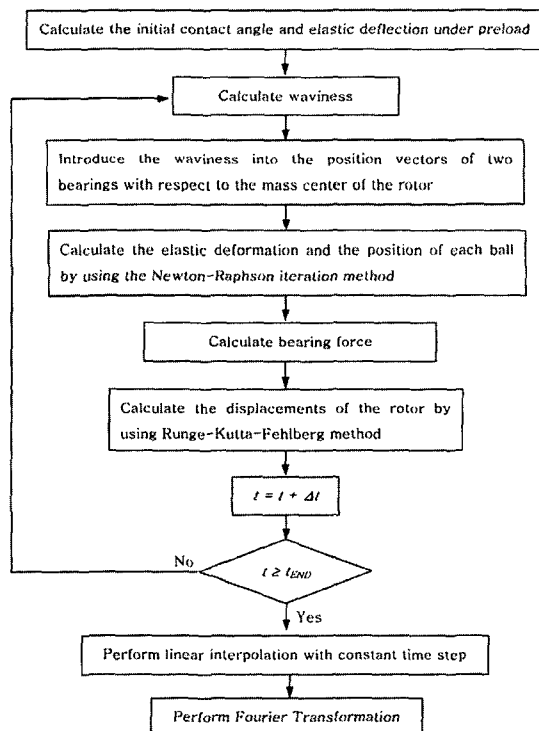 Calculate the initial contact angle and elastic deflection under preload
Calculate waviness
Introduce the waviness into the position vectors of two
bearings with respect to the mass center of the rotor
Calculate the elastic deformation and the position of each ball
by using the Newton-Raphson iteration method
Calculate bearing force
Calculate the displacements of the rotor by
using Runge-Kutta-Fehlberg method
t = t + Δt
No
t ≥ t_END
Yes
Perform linear interpolation with constant time step
Perform Fourier Transformation